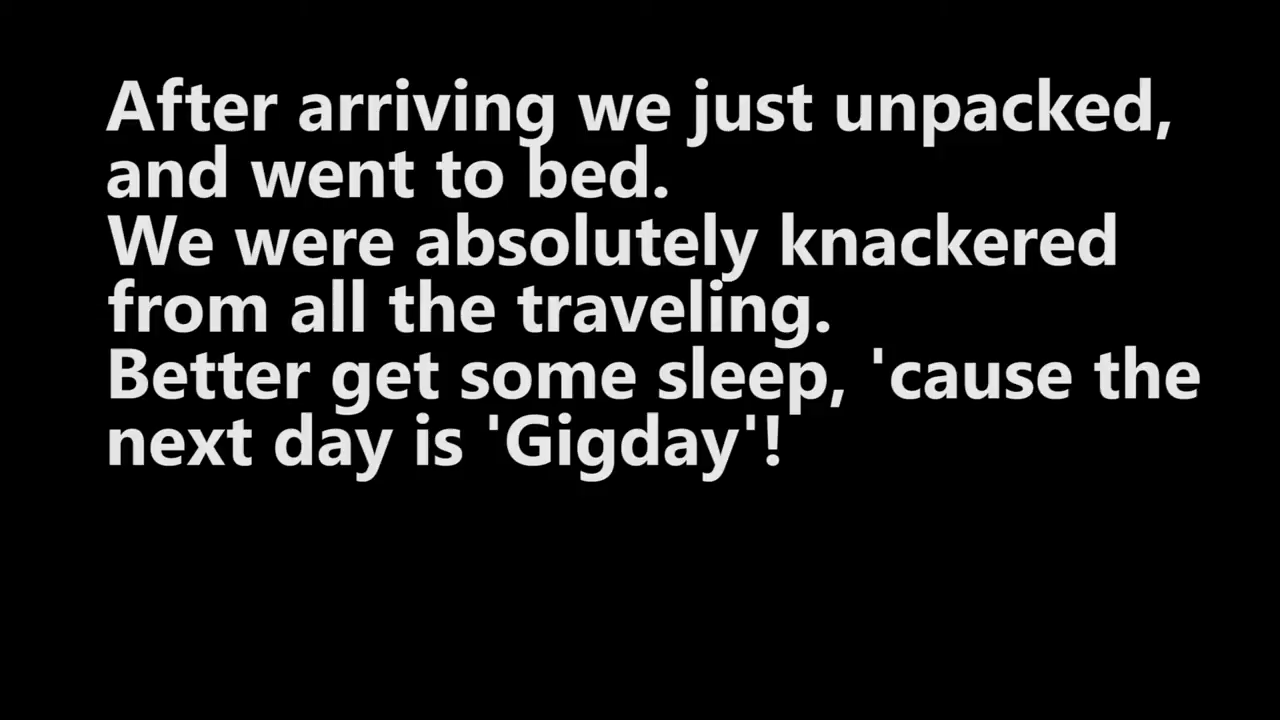 After arriving we just unpacked,
and went to bed.
We were absolutely knackered
from all the traveling.
Better get some sleep, 'cause the
next day is 'Gigday'!